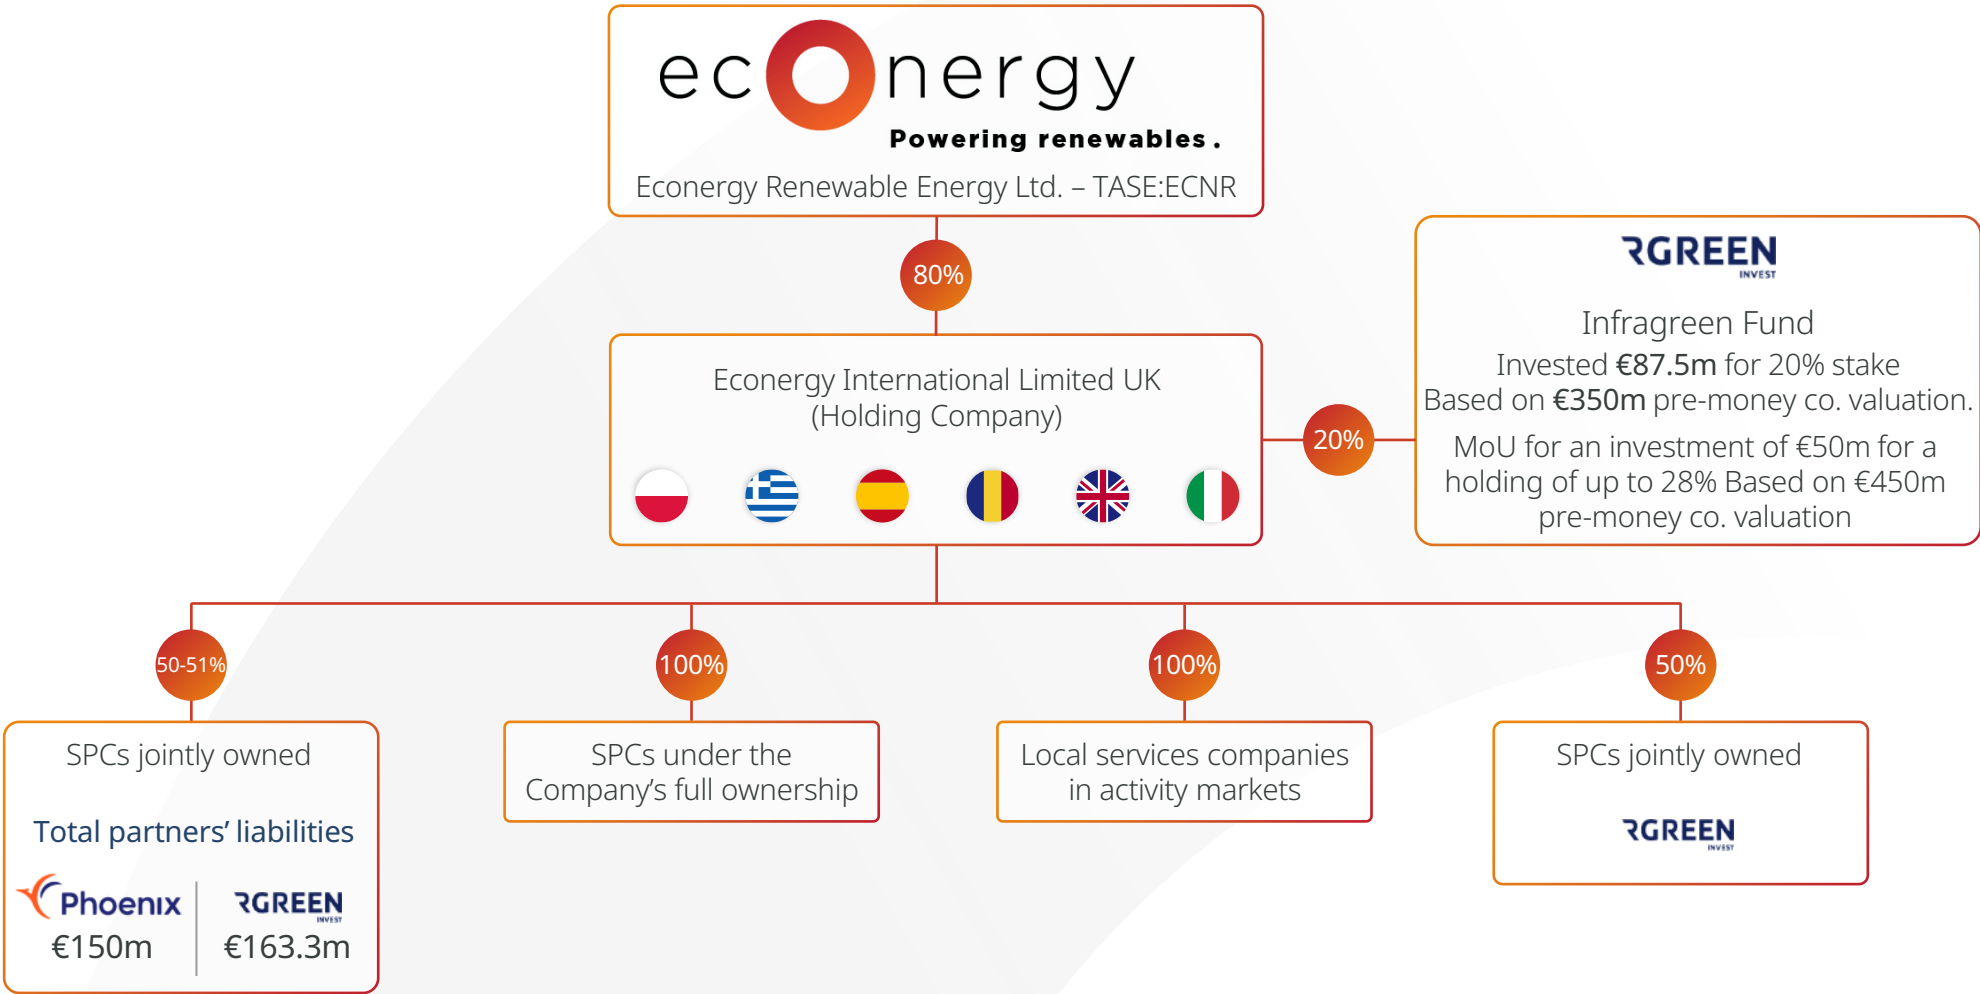 econergy
Powering renewables.
Econergy Renewable Energy Ltd. – TASE:ECNR
80%
RGREEN
INVEST
Infragreen Fund
Invested €87.5m for 20% stake
Based on €350m pre-money co. valuation.
MoU for an investment of €50m for a
holding of up to 28% Based on €450m
pre-money co. valuation
20%
Econergy International Limited UK
(Holding Company)
50-51%
100%
100%
50%
SPCs jointly owned
Total partners’ liabilities
Phoenix
€150m
RGREEN
INVEST
€163.3m
SPCs under the
Company’s full ownership
Local services companies
in activity markets
SPCs jointly owned
RGREEN
INVEST